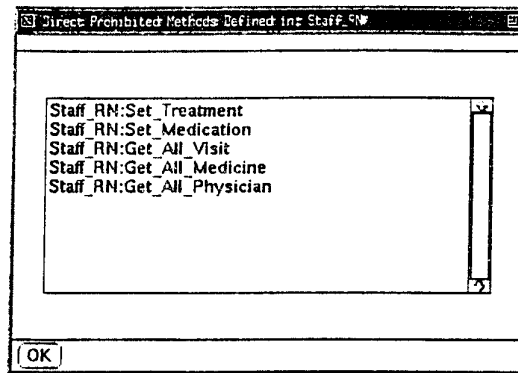 Direct Prohibited Methods Defined in: Staff_RN
Staff_RN:Set_Treatment
Staff_RN:Set_Medication
Staff_RN:Get_All_Visit
Staff_RN:Get_All_Medicine
Staff_RN:Get_All_Physician
OK